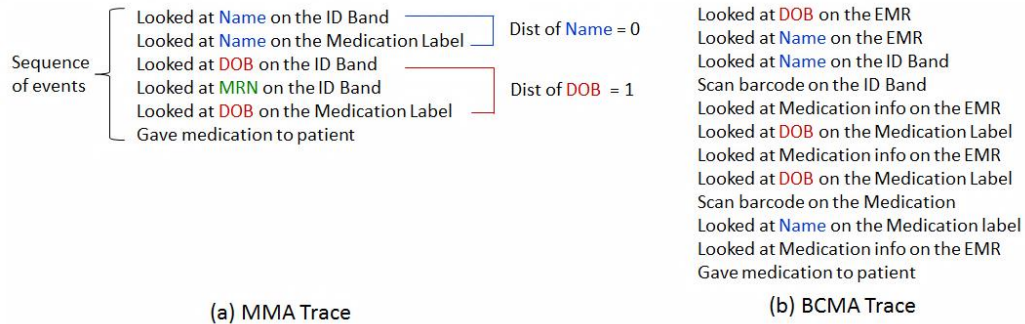 Sequence of events
Looked at Name on the ID Band
Looked at Name on the Medication Label
Looked at DOB on the ID Band
Looked at MRN on the ID Band
Looked at DOB on the Medication Label
Gave medication to patient
Dist of Name = 0
Dist of DOB = 1
(a) MMA Trace
Looked at DOB on the EMR
Looked at Name on the EMR
Looked at Name on the ID Band
Scan barcode on the ID Band
Looked at Medication info on the EMR
Looked at DOB on the Medication Label
Looked at Medication info on the EMR
Looked at DOB on the Medication Label
Scan barcode on the Medication
Looked at Name on the Medication label
Looked at Medication info on the EMR
Gave medication to patient
(b) BCMA Trace